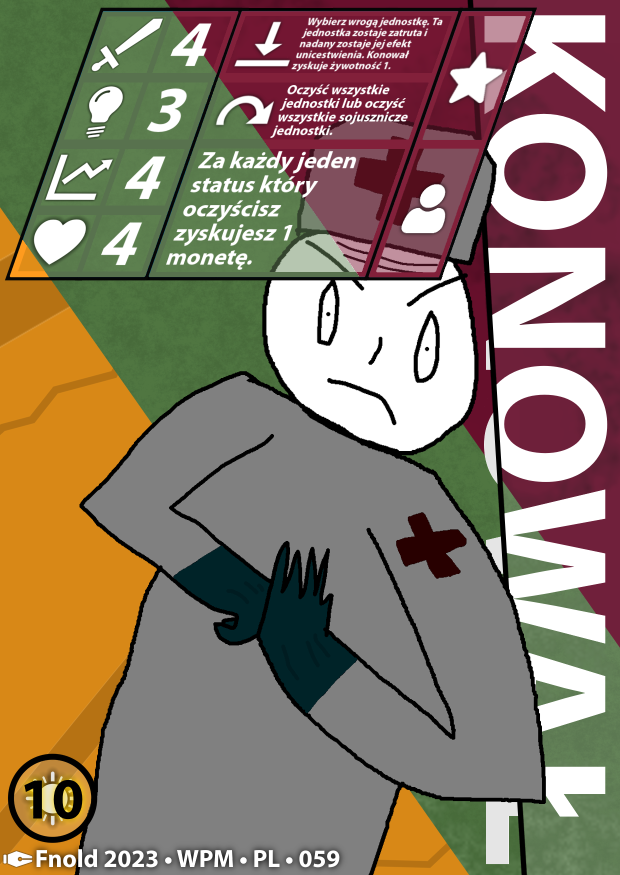 4
Wybierz wrogą jednostkę. Ta
jednostka zostaje zatruta i
nadany zostaje jej efekt
unicestwienia. Konował
zyskuje żywotność 1.
3
Oczyść wszystkie
jednostki lub oczyść
wszystkie sojusznicze
jednostki.
4
4
Za każdy jeden
status który
oczyścisz
zyskujesz 1
monetę.
KONOWAŁ
10
Fnold 2023 • WPM • PL • 059